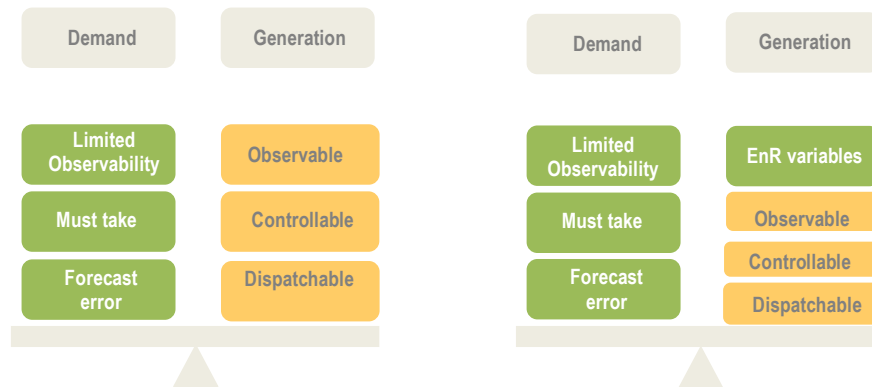 Demand
Generation
Limited
Observability
Observable
Must take
Controllable
Forecast
error
Dispatchable
Demand
Generation
Limited
Observability
EnR variables
Must take
Observable
Controllable
Forecast
error
Dispatchable